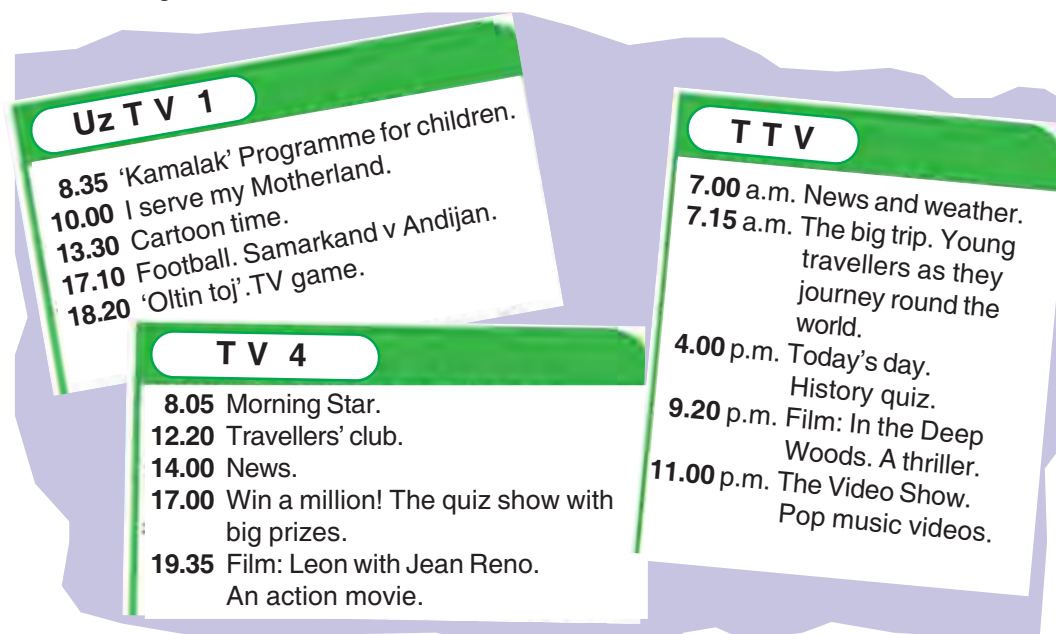 Uz T V 1
8.35 ‘Kamalak’ Programme for children.
10.00 I serve my Motherland.
13.30 Cartoon time.
17.10 Football. Samarkand v Andijan.
18.20 ‘Oltin toj’.TV game.
T V 4
8.05 Morning Star.
12.20 Travellers’ club.
14.00 News.
17.00 Win a million! The quiz show with
big prizes.
19.35 Film: Leon with Jean Reno.
An action movie.
T T V
7.00 a.m. News and weather.
7.15 a.m. The big trip. Young
travellers as they
journey round the
world.
4.00 p.m. Today’s day.
History quiz.
9.20 p.m. Film: In the Deep
Woods. A thriller.
11.00 p.m. The Video Show.
Pop music videos.